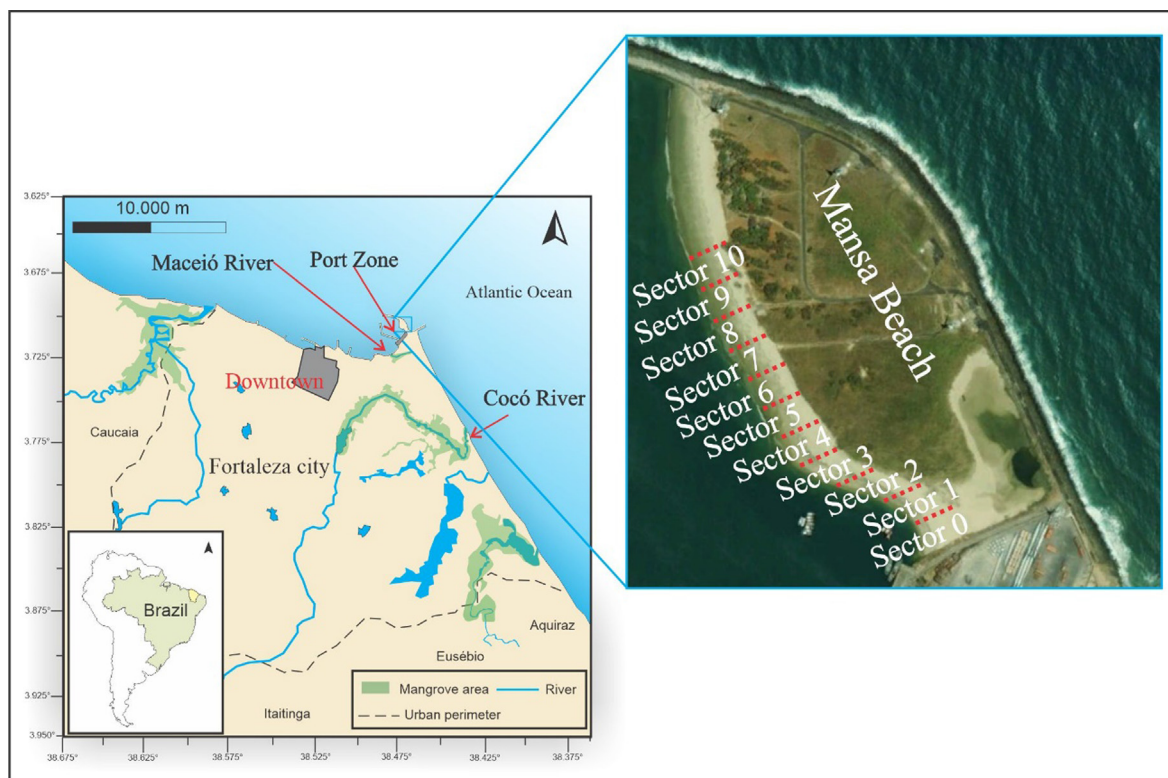 3.625°
3.675°
3.725°
3.775°
3.825°
3.875°
3.925°
3.950°
10.000 m
Maceió River
Port Zone
Atlantic Ocean
Downtown
Cocó River
Caucaia
Fortaleza city
Brazil
Aquiraz
Eusébio
Itaitinga
Mangrove area
River
Urban perimeter
38.675°
38.625°
38.575°
38.525°
38.475°
38.425°
38.375°
Mansa Beach
Sector 10
Sector 9
Sector 8
Sector 7
Sector 6
Sector 5
Sector 4
Sector 3
Sector 2
Sector 1
Sector 0